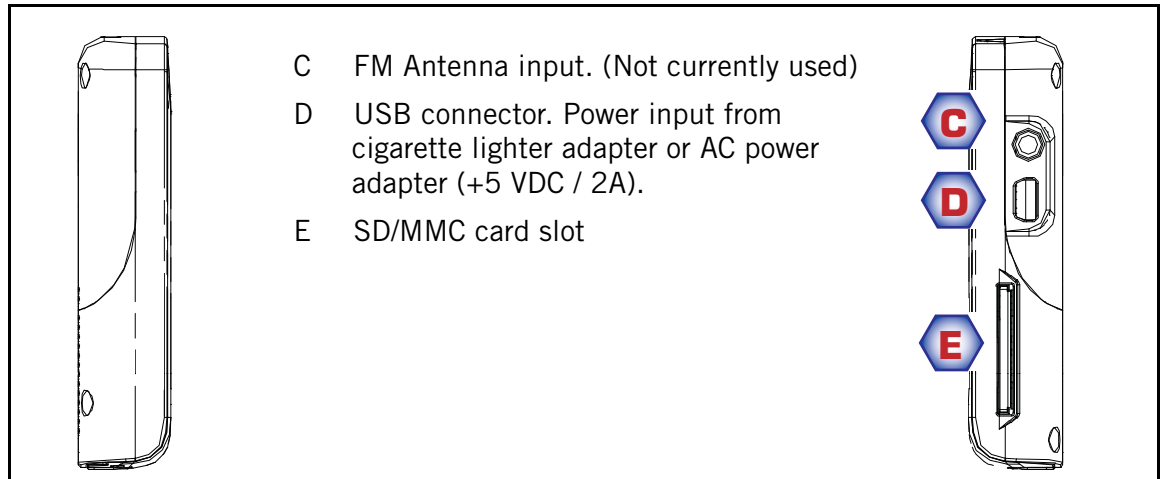 C FM Antenna input. (Not currently used)
D USB connector. Power input from
cigarette lighter adapter or AC power
adapter (+5 VDC / 2A).
E SD/MMC card slot
C
D
E